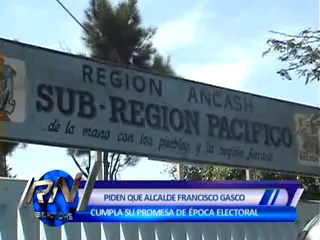 REGION ANCASH
SUB-REGION PACIFICO
..de la mano con los pueblos y la región Áncash
RN
PIDEN QUE ALCALDE FRANCISCO GASCO
CUMPLA SU PROMESA DE ÉPOCA ELECTORAL